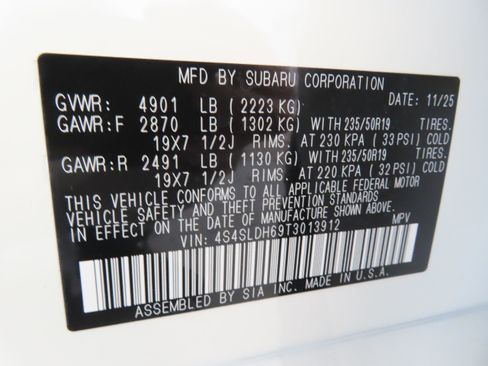 MFD BY SUBARU CORPORATION
GVWR: 4901 LB (2223 KG) DATE: 11/25
GAWR:F 2870 LB (1302 KG) WITH 235/50R19 TIRES.
19X7 1/2J RIMS. AT 230 KPA (33 PSI) COLD
GAWR:R 2491 LB (1130 KG) WITH 235/50R19 TIRES.
19X7 1/2J RIMS. AT 220 KPA (32 PSI) COLD
THIS VEHICLE CONFORMS TO ALL APPLICABLE FEDERAL MOTOR
VEHICLE SAFETY AND THEFT PREVENTION STANDARDS IN EFFECT
ON THE DATE OF MANUFACTURE SHOWN ABOVE.
VIN: 4S4SLDH69T3013912 MPV
ASSEMBLED BY SIA INC. MADE IN U.S.A.